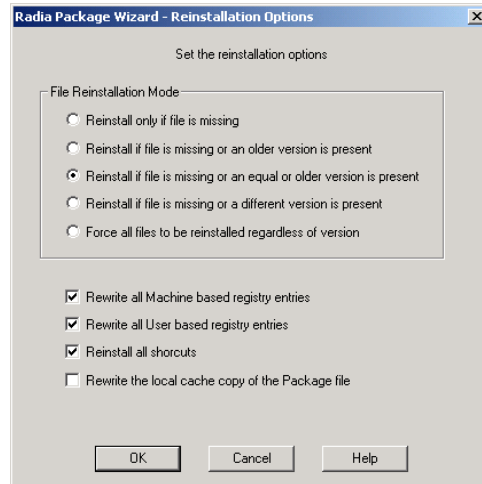 Radia Package Wizard - Reinstallation Options
Set the reinstallation options
File Reinstallation Mode
Reinstall only if file is missing
Reinstall if file is missing or an older version is present
Reinstall if file is missing or an equal or older version is present
Reinstall if file is missing or a different version is present
Force all files to be reinstalled regardless of version
Rewrite all Machine based registry entries
Rewrite all User based registry entries
Reinstall all shorcuts
Rewrite the local cache copy of the Package file
OK Cancel Help